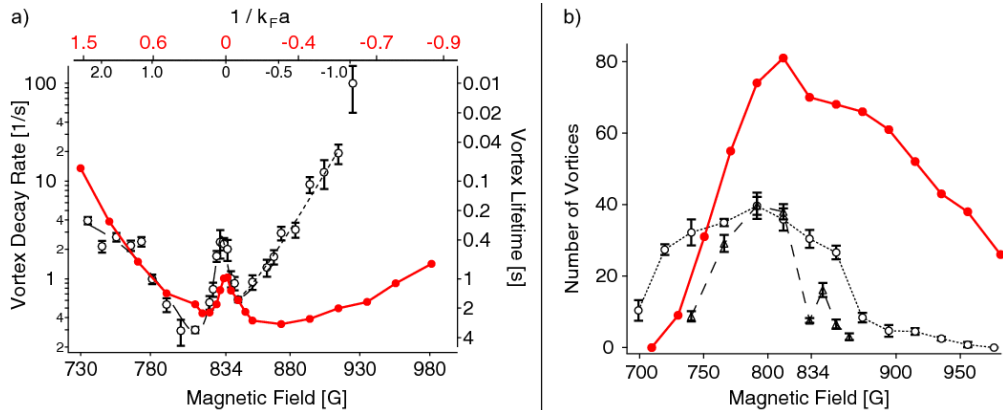 a)
1 / kFa
1.5 0.6 0 -0.4 -0.7 -0.9
2.0 1.0 0 -0.5 -1.0
Vortex Decay Rate [1/s]
100
4
2
10
4
2
1
4
2
0.01
0.02
0.04
0.1
0.2
0.4
1
2
4
Vortex Lifetime [s]
730 780 834 880 930 980
Magnetic Field [G]
b)
Number of Vortices
80
60
40
20
0
700 750 800 834 900 950
Magnetic Field [G]